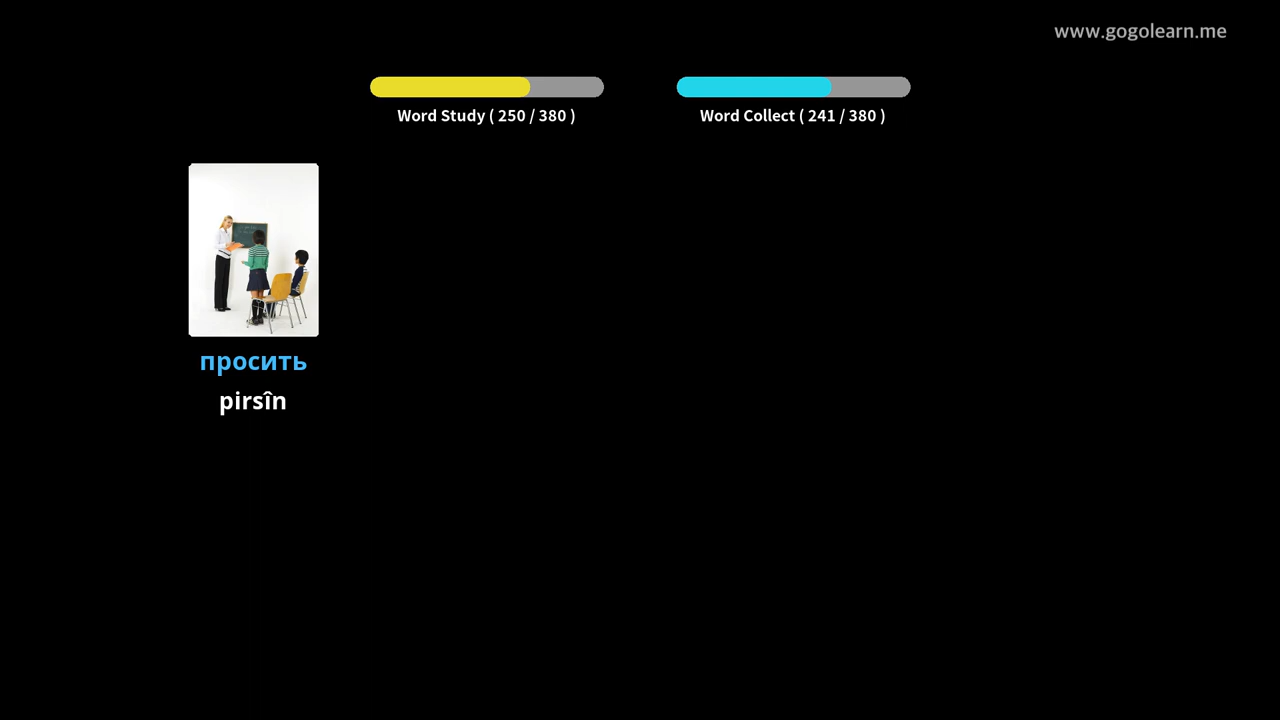 www.gogolearn.me
Word Study ( 250 / 380 )
Word Collect ( 241 / 380 )
просить
pirsîn